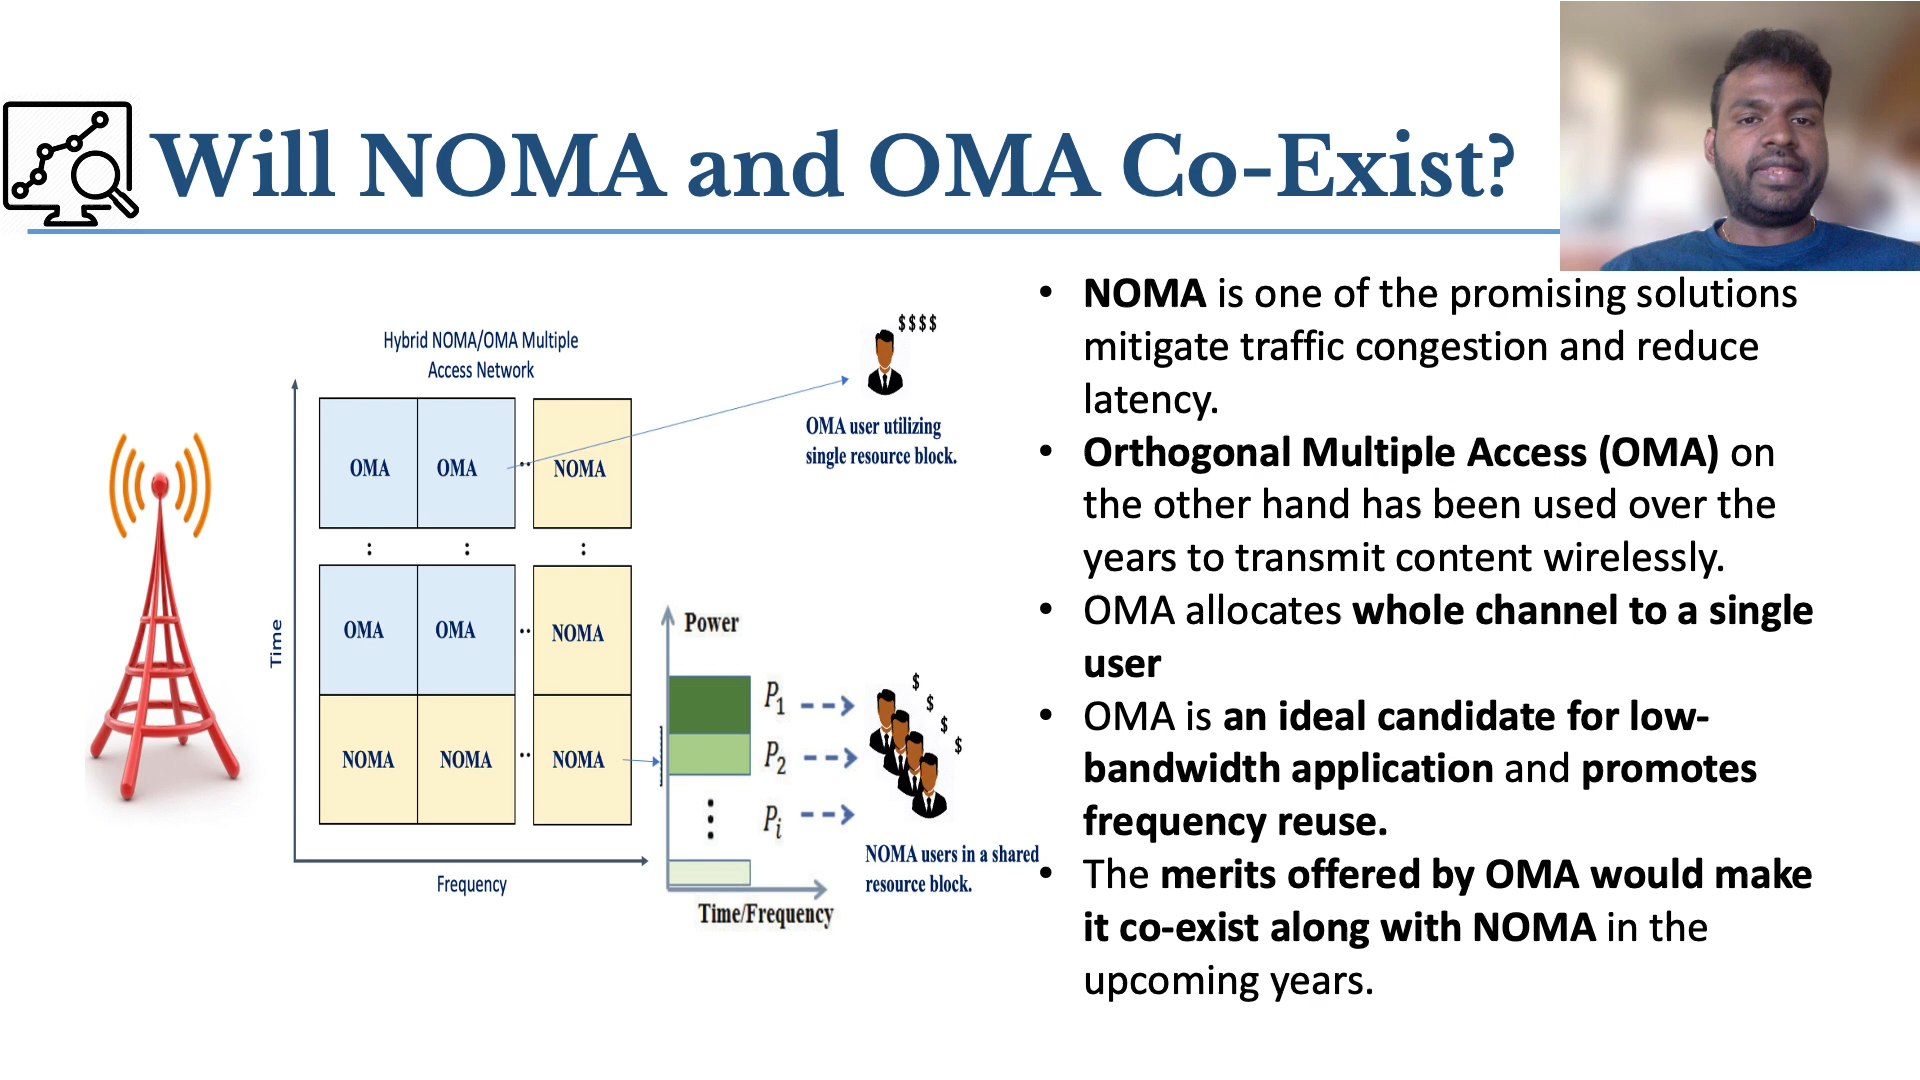 Will NOMA and OMA Co-Exist?
Hybrid NOMA/OMA Multiple
Access Network
Time
OMA
OMA
..
NOMA
:
:
:
OMA
OMA
..
NOMA
NOMA
NOMA
..
NOMA
Frequency
$$$$
OMA user utilizing
single resource block.
Power
P1
P2
Pi
Time/Frequency
$
$
$
$
NOMA users in a shared
resource block.
• NOMA is one of the promising solutions
mitigate traffic congestion and reduce
latency.
• Orthogonal Multiple Access (OMA) on
the other hand has been used over the
years to transmit content wirelessly.
• OMA allocates whole channel to a single
user
• OMA is an ideal candidate for low-
bandwidth application and promotes
frequency reuse.
• The merits offered by OMA would make
it co-exist along with NOMA in the
upcoming years.